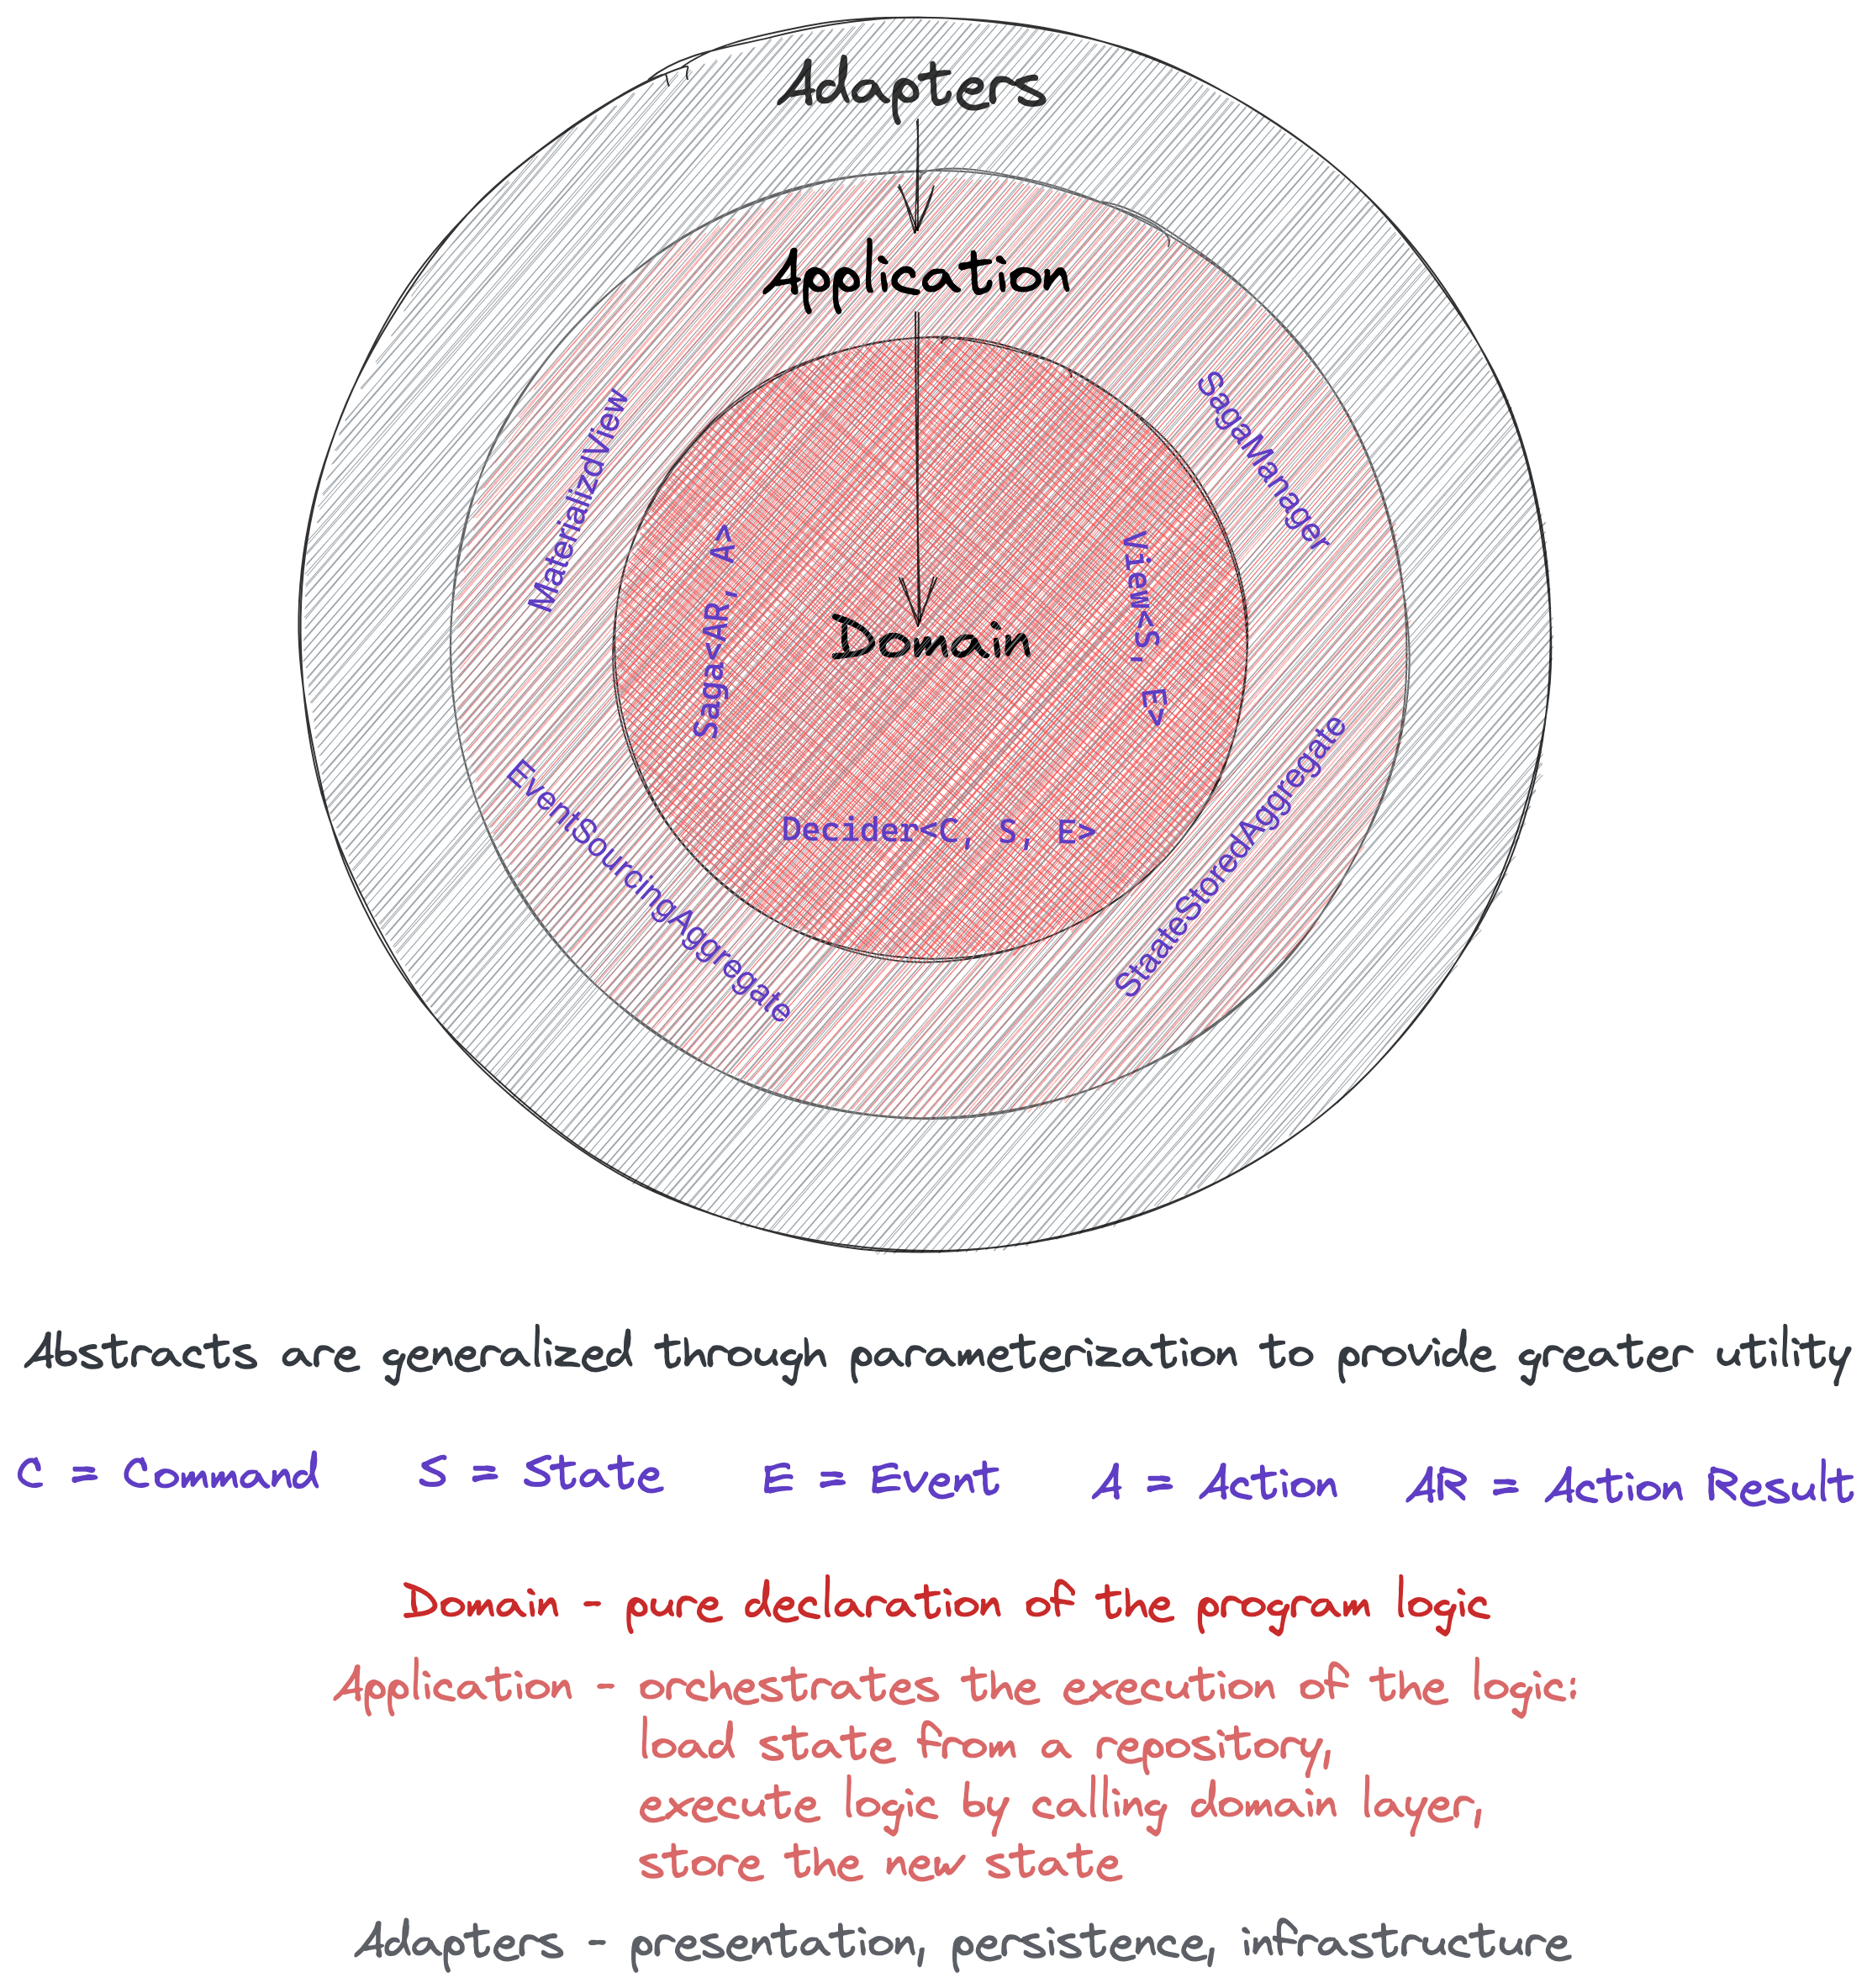 Adapters
Application
MaterializdView
SagaManager
Saga<AR, A>
View<S, E>
Domain
Decider<C, S, E>
EventSourcingAggregate
StaateStoredAggregate
Abstracts are generalized through parameterization to provide greater utility
C = Command S = State E = Event A = Action AR = Action Result
Domain - pure declaration of the program logic
Application - orchestrates the execution of the logic:
load state from a repository,
execute logic by calling domain layer,
store the new state
Adapters - presentation, persistence, infrastructure